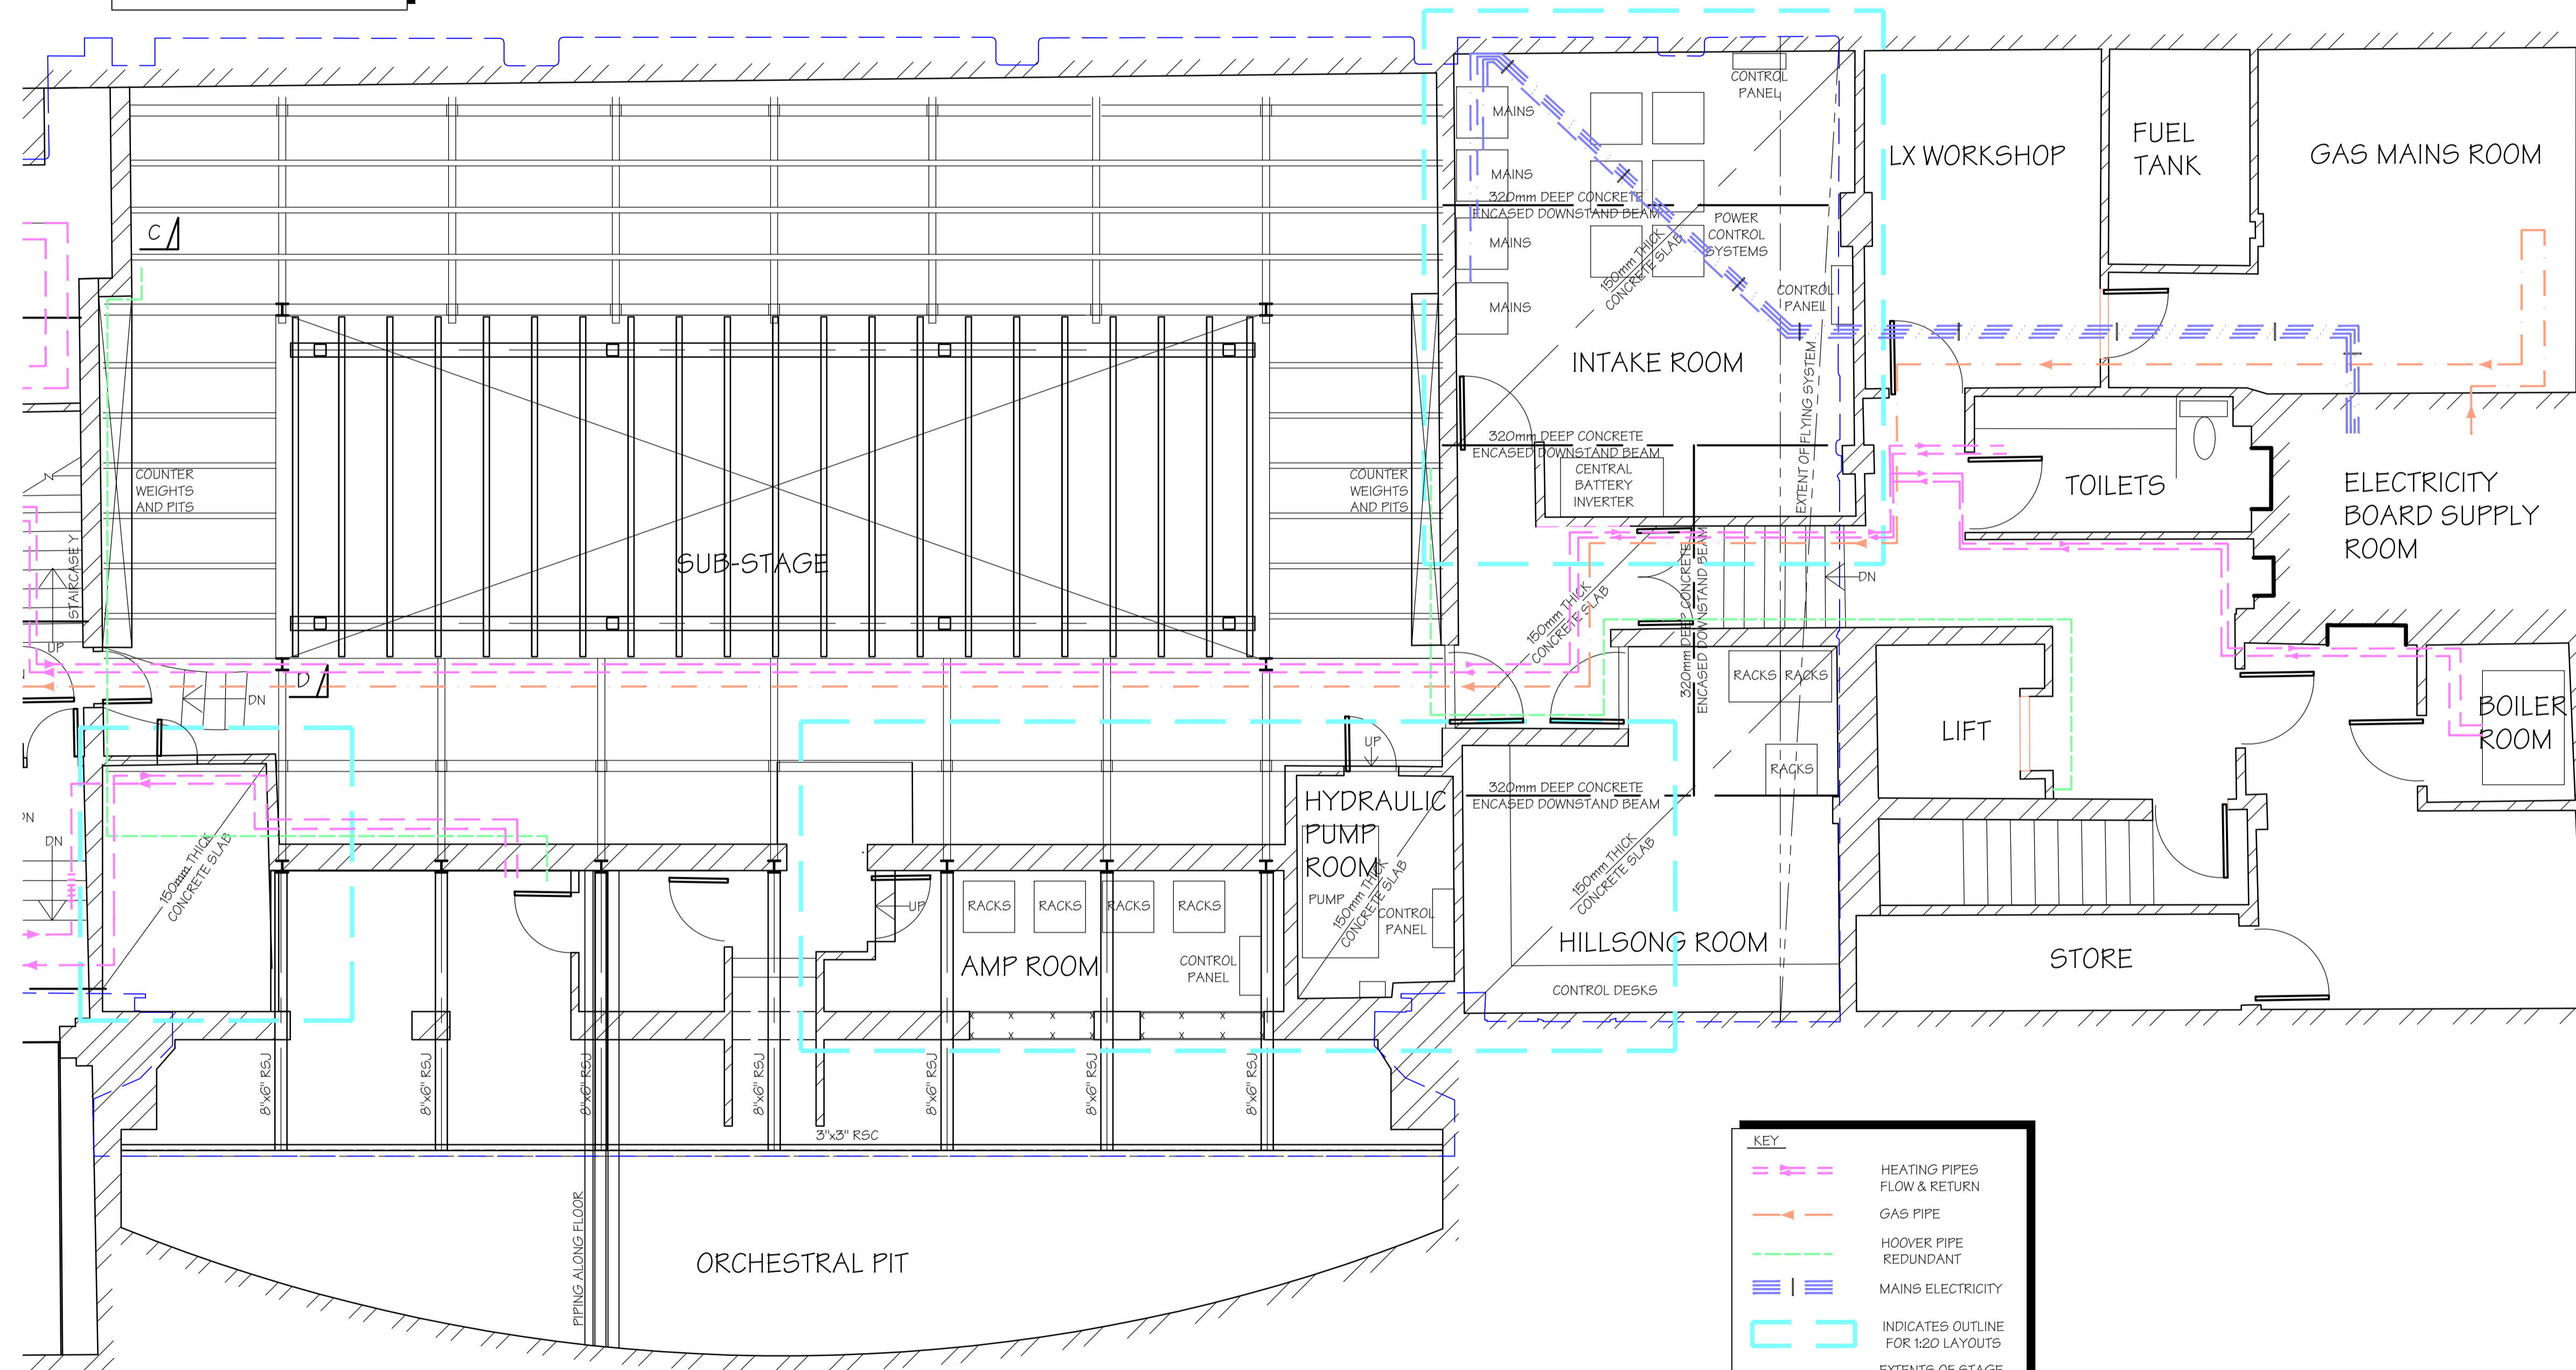 CONTROL
PANEL
MAINS
MAINS
MAINS
MAINS
320mm DEEP CONCRETE
ENCASED DOWNSTAND BEAM
POWER
CONTROL
SYSTEMS
150mm THICK
CONCRETE SLAB
CONTROL
PANEL
INTAKE ROOM
EXTENT OF FLYING SYSTEM
320mm DEEP CONCRETE
ENCASED DOWNSTAND BEAM
CENTRAL
BATTERY
INVERTER
LX WORKSHOP
FUEL
TANK
GAS MAINS ROOM
TOILETS
ELECTRICITY
BOARD SUPPLY
ROOM
C
COUNTER
WEIGHTS
AND PITS
STAIRCASE Y
UP
SUB-STAGE
COUNTER
WEIGHTS
AND PITS
D
DN
DN
320mm DEEP CONCRETE
ENCASED DOWNSTAND BEAM
150mm THICK
CONCRETE SLAB
RACKS
RACKS
RACKS
LIFT
BOILER
ROOM
UP
HYDRAULIC
PUMP
ROOM
PUMP
150mm THICK
CONCRETE SLAB
CONTROL
PANEL
320mm DEEP CONCRETE
ENCASED DOWNSTAND BEAM
150mm THICK
CONCRETE SLAB
HILLSONG ROOM
CONTROL DESKS
STORE
DN
DN
150mm THICK
CONCRETE SLAB
UP
RACKS
RACKS
RACKS
RACKS
AMP ROOM
CONTROL
PANEL
8"x6" RSJ
8"x6" RSJ
8"x6" RSJ
8"x6" RSJ
8"x6" RSJ
8"x6" RSJ
8"x6" RSJ
3"x3" RSC
PIPING ALONG FLOOR
ORCHESTRAL PIT
KEY
HEATING PIPES
FLOW & RETURN
GAS PIPE
HOOVER PIPE
REDUNDANT
MAINS ELECTRICITY
INDICATES OUTLINE
FOR 1:20 LAYOUTS
EXTENTS OF STAGE